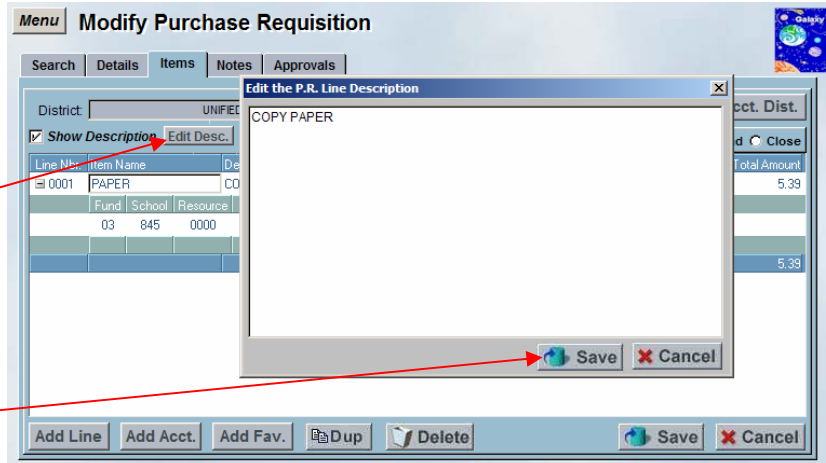 Menu Modify Purchase Requisition
Galaxy
Search Details Items Notes Approvals
Edit the P.R. Line Description
District: UNIFIED
cct. Dist.
COPY PAPER
Show Description Edit Desc.
d Close
Line Nbr. Item Name De
Total Amount
0001 PAPER CO
5.39
Fund School Resource
03 845 0000
5.39
Save Cancel
Add Line Add Acct. Add Fav. Dup Delete Save Cancel